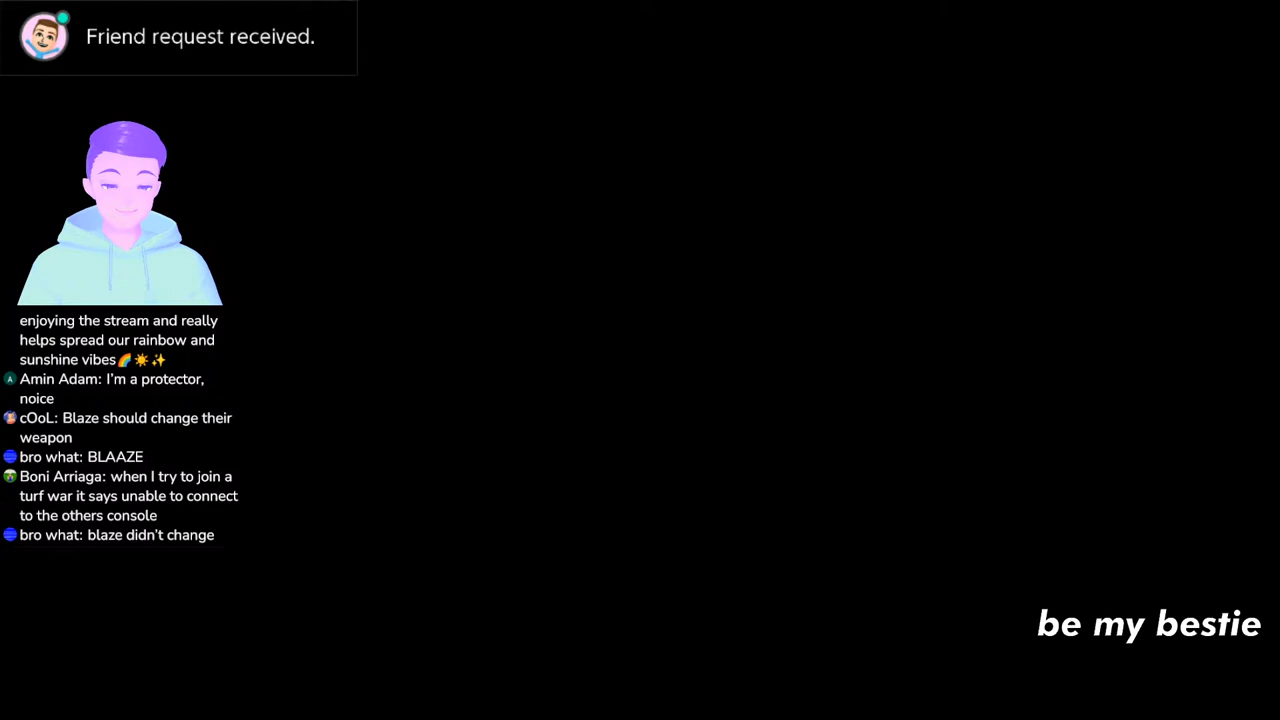 Friend request received.
enjoying the stream and really
helps spread our rainbow and
sunshine vibes🌈☀️✨
A Amin Adam: I'm a protector,
noice
cOoL: Blaze should change their
weapon
bro what: BLAAZE
Boni Arriaga: when I try to join a
turf war it says unable to connect
to the others console
bro what: blaze didn't change
be my bestie